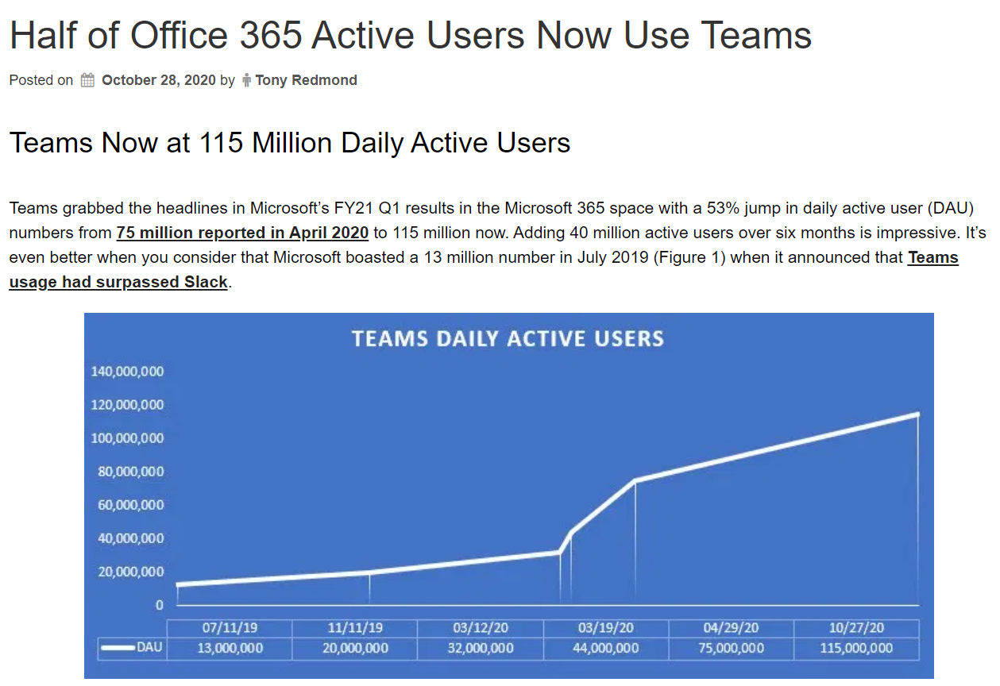 Half of Office 365 Active Users Now Use Teams
Posted on October 28, 2020 by Tony Redmond
Teams Now at 115 Million Daily Active Users
Teams grabbed the headlines in Microsoft’s FY21 Q1 results in the Microsoft 365 space with a 53% jump in daily active user (DAU)
numbers from 75 million reported in April 2020 to 115 million now. Adding 40 million active users over six months is impressive. It’s
even better when you consider that Microsoft boasted a 13 million number in July 2019 (Figure 1) when it announced that Teams
usage had surpassed Slack.
TEAMS DAILY ACTIVE USERS
140,000,000
120,000,000
100,000,000
80,000,000
60,000,000
40,000,000
20,000,000
0
07/11/19 11/11/19 03/12/20 03/19/20 04/29/20 10/27/20
DAU 13,000,000 20,000,000 32,000,000 44,000,000 75,000,000 115,000,000